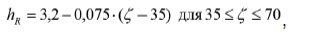 h_R = 3,2 − 0,075·(ζ − 35) для 35 ≤ ζ ≤ 70 ,